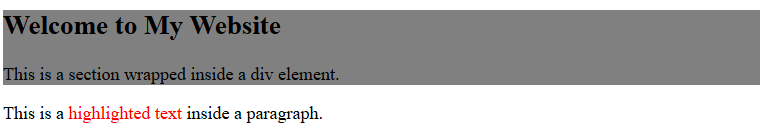 Welcome to My Website
This is a section wrapped inside a div element.
This is a highlighted text inside a paragraph.